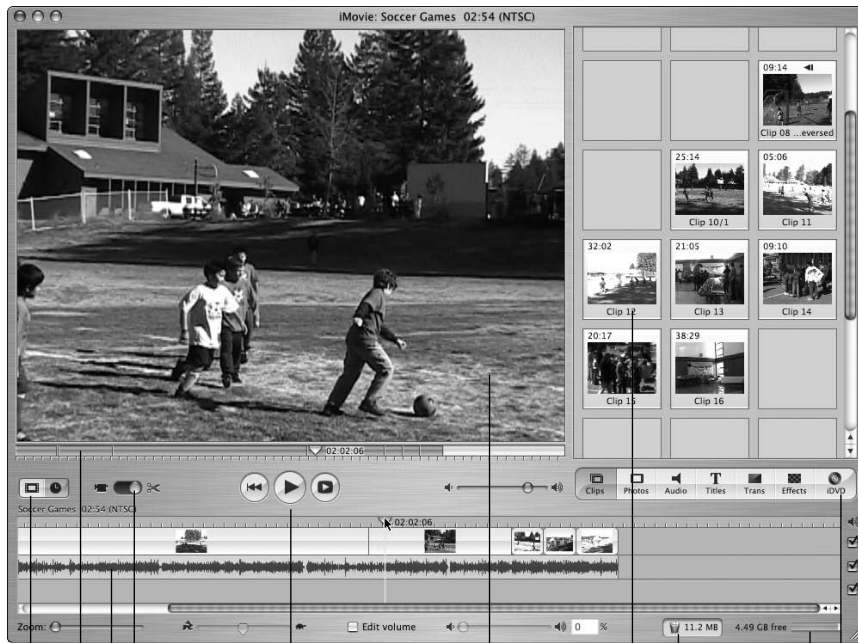 iMovie: Soccer Games 02:54 (NTSC)
09:14
Clip 08 ...eversed
25:14
05:06
Clip 10/1
Clip 11
32:02
21:05
09:10
Clip 12
Clip 13
Clip 14
20:17
38:29
Clip 15
Clip 16
02:02:06
Clips
Photos
Audio
Titles
Trans
Effects
iDVD
Soccer Games 02:54 (NTSC)
02:02:06
Zoom:
Edit volume
0 %
11.2 MB
4.49 GB free